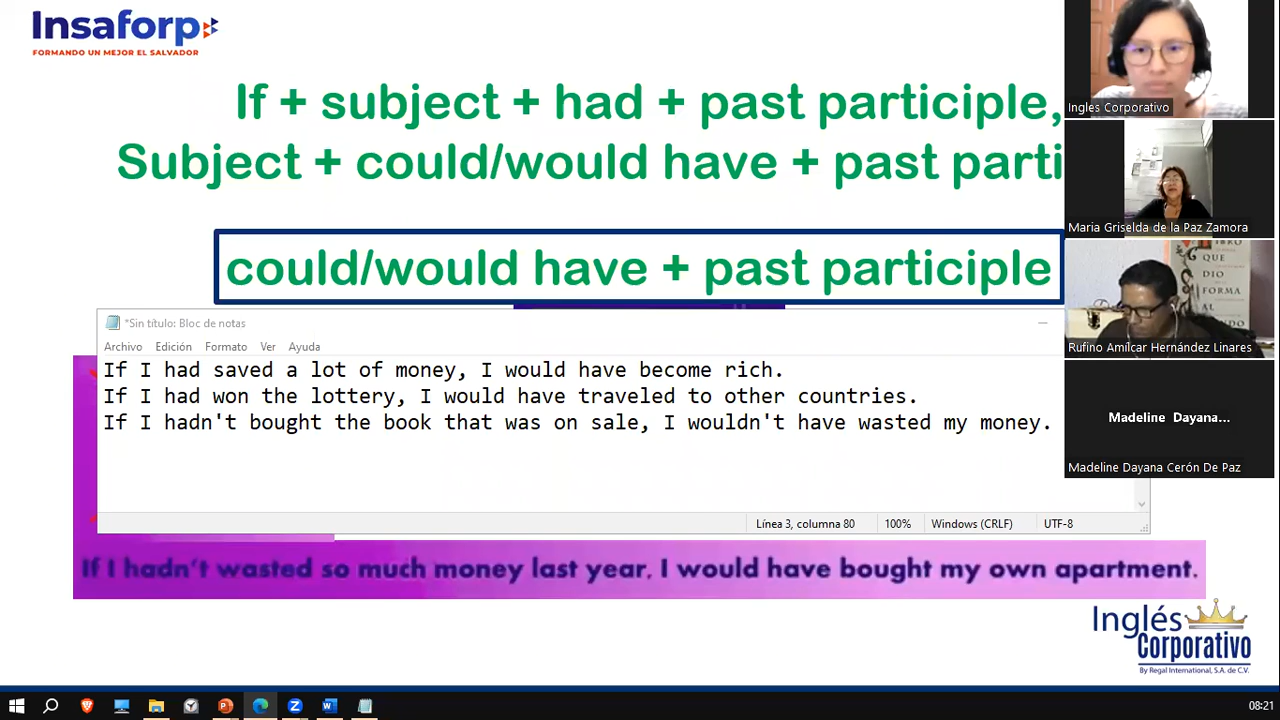 Insaforp
FORMANDO UN MEJOR EL SALVADOR
If + subject + had + past participle,
Subject + could/would have + past parti
could/would have + past participle
*Sin título: Bloc de notas
Archivo Edición Formato Ver Ayuda
If I had saved a lot of money, I would have become rich.
If I had won the lottery, I would have traveled to other countries.
If I hadn't bought the book that was on sale, I wouldn't have wasted my money.
Línea 3, columna 80 100% Windows (CRLF) UTF-8
If I hadn't wasted so much money last year, I would have bought my own apartment.
Inglés
Corporativo
By Regal International, S.A. de C.V.
Ingles Corporativo
Maria Griselda de la Paz Zamora
QUE
DIO
FORMA
AL
Rufino Amílcar Hernández Linares
Madeline Dayana...
Madeline Dayana Cerón De Paz
08:21